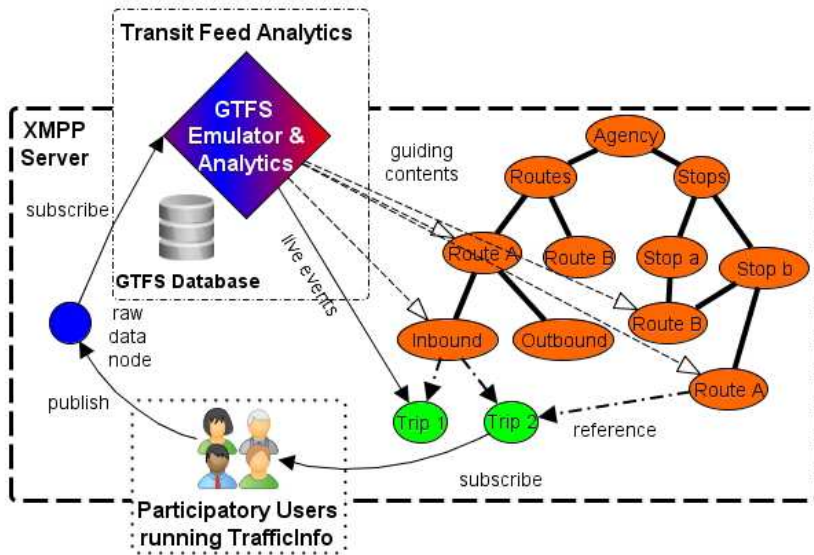 Transit Feed Analytics
GTFS
Emulator &
Analytics
XMPP
Server
subscribe
GTFS Database
live events
guiding
contents
Agency
Routes
Stops
Route A
Route B
Stop a
Stop b
Inbound
Outbound
Route B
Route A
raw
data
node
publish
Trip 1
Trip 2
reference
subscribe
Participatory Users
running TrafficInfo